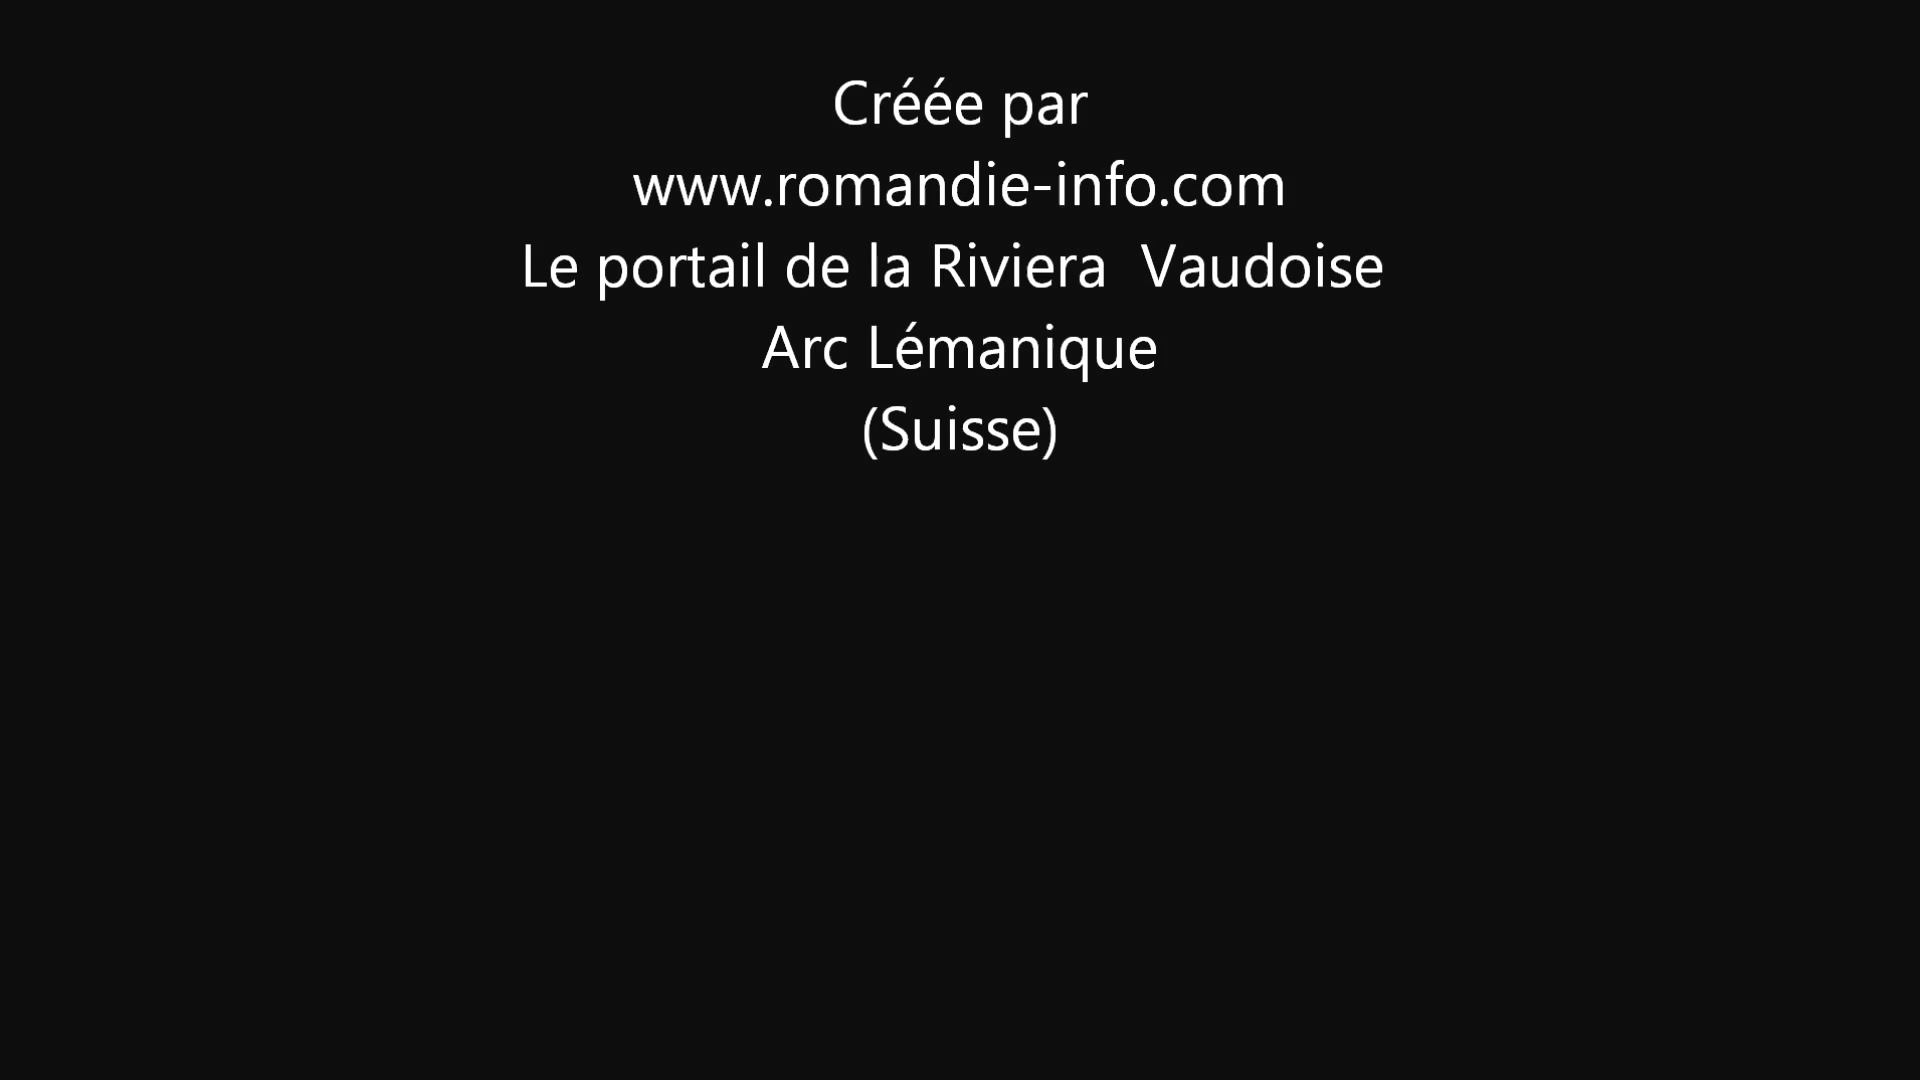 Créée par
www.romandie-info.com
Le portail de la Riviera  Vaudoise
Arc Lémanique
(Suisse)